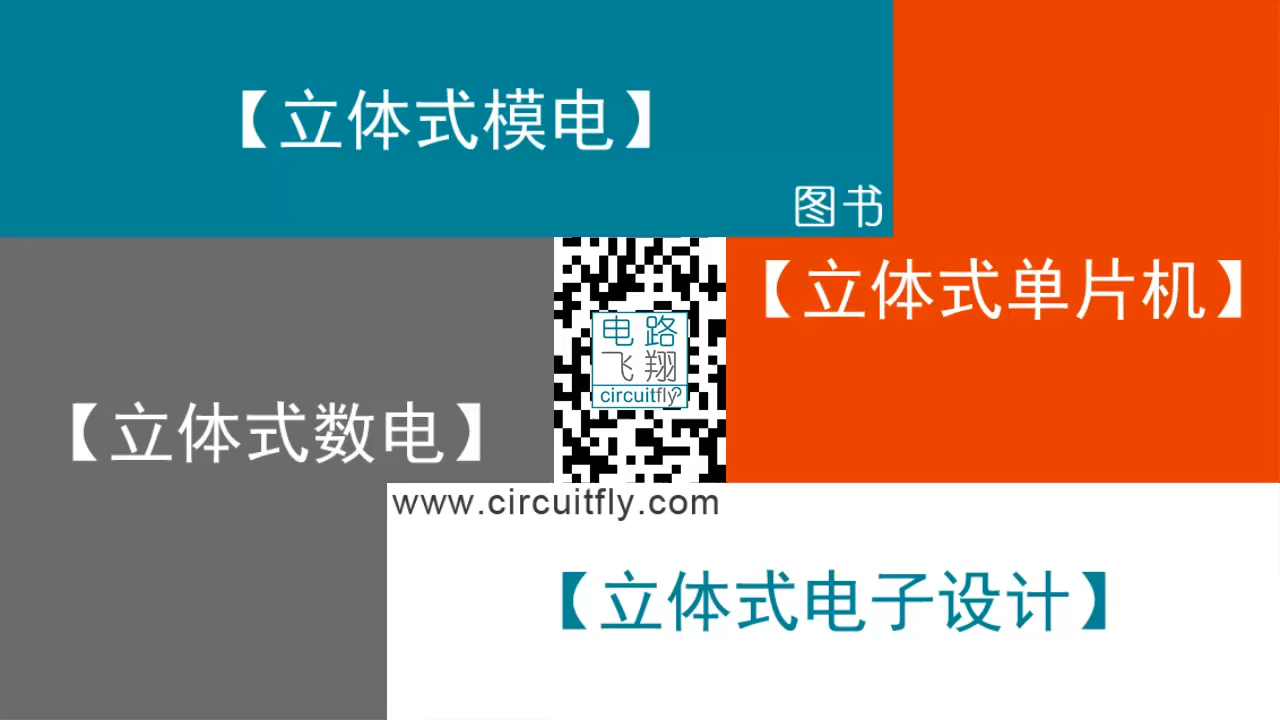 【立体式模电】
图书
【立体式单片机】
电路
飞翔
circuitfly?
【立体式数电】
www.circuitfly.com
【立体式电子设计】